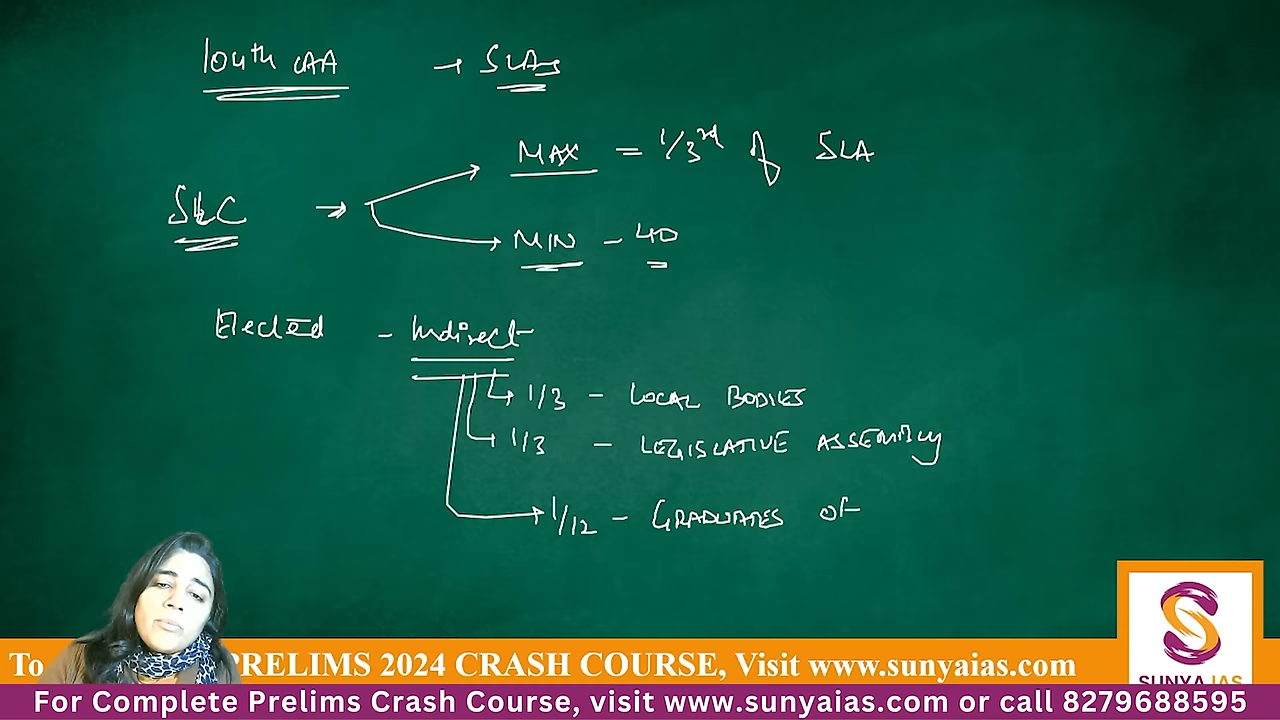 104th CAA → SLAs
MAX = 1/3rd of SLA
SLC →
MIN - 40
Elected - Indirect
1/3 - LOCAL BODIES
1/3 - LEGISLATIVE ASSEMBLY
1/12 - GRADUATES OF
SUNYA IAS
To PRELIMS 2024 CRASH COURSE, Visit www.sunyaias.com
For Complete Prelims Crash Course, visit www.sunyaias.com or call 8279688595